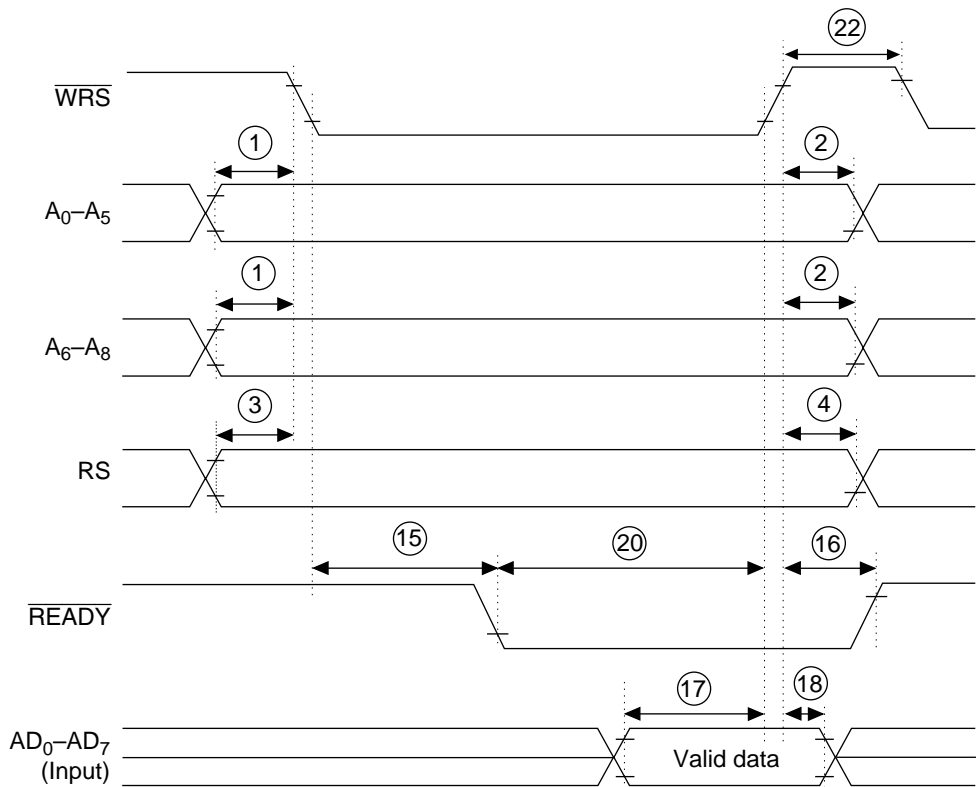 22
WRS
1
2
A0–A5
1
2
A6–A8
3
4
RS
15
20
16
READY
17
18
AD0–AD7
(Input)
Valid data